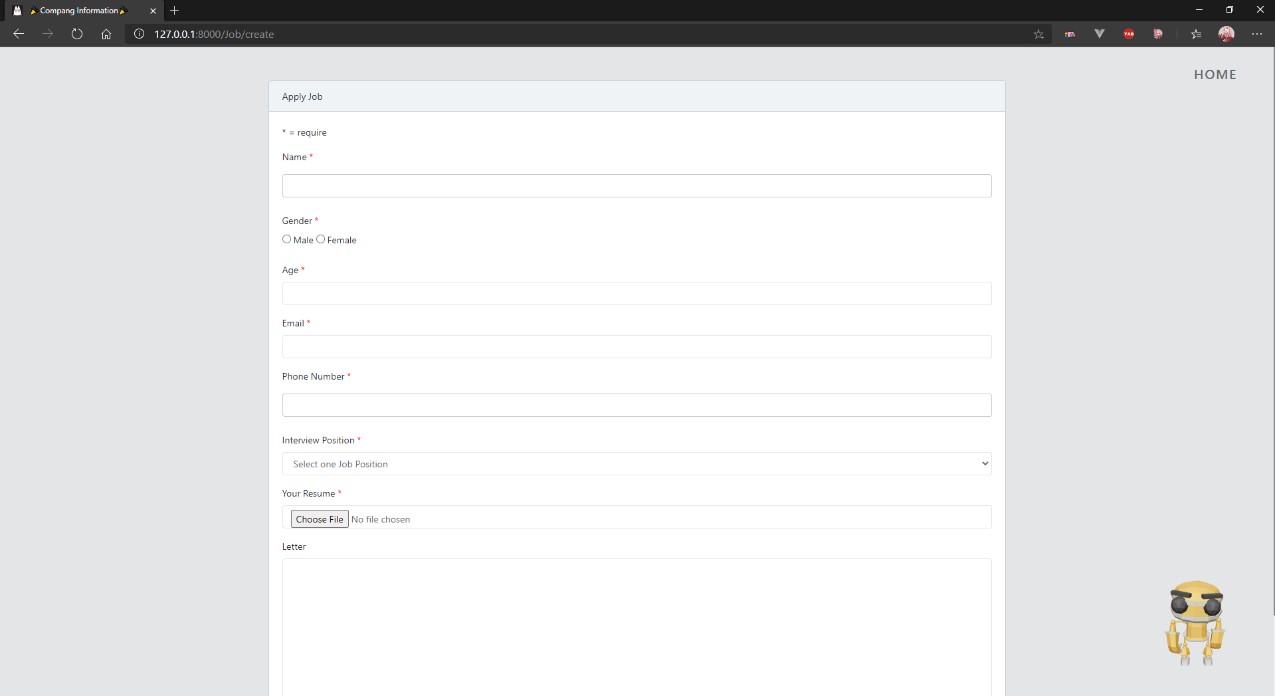 Compang Information
127.0.0.1:8000/Job/create
HOME
Apply Job
* = require
Name *
Gender *
Male Female
Age *
Email *
Phone Number *
Interview Position *
Select one Job Position
Your Resume *
Choose File No file chosen
Letter